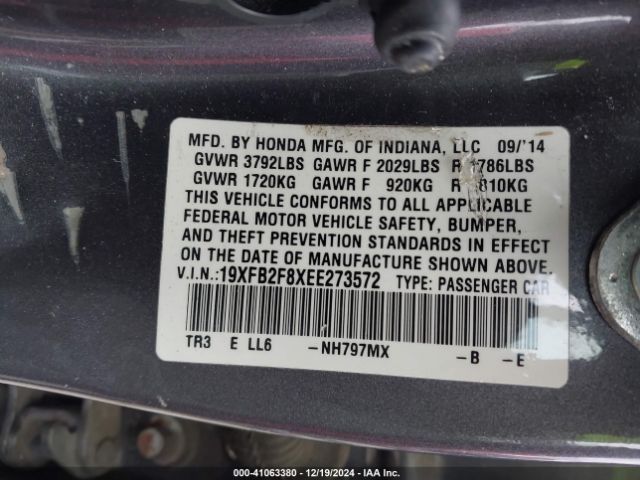 MFD. BY HONDA MFG. OF INDIANA, LLC 09/'14
GVWR 3792LBS GAWR F 2029LBS R 786LBS
GVWR 1720KG GAWR F 920KG R 810KG
THIS VEHICLE CONFORMS TO ALL APPLICABLE
FEDERAL MOTOR VEHICLE SAFETY, BUMPER,
AND THEFT PREVENTION STANDARDS IN EFFECT
ON THE DATE OF MANUFACTURE SHOWN ABOVE.
V.I.N.:19XFB2F8XEE273572 TYPE: PASSENGER CAR
TR3 E LL6 -NH797MX -B -E
000-41063380 | 12/19/2024 - IAA Inc.